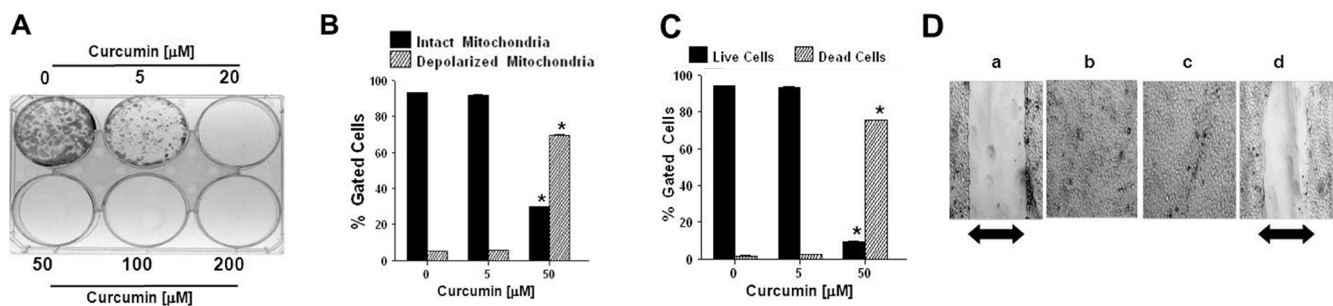 A
Curcumin [µM]
0 5 20
50 100 200
Curcumin [µM]
B
Intact Mitochondria
Depolarized Mitochondria
% Gated Cells
100
80
60
40
20
0
*
*
0 5 50
Curcumin [µM]
C
Live Cells Dead Cells
% Gated Cells
100
80
60
40
20
0
*
*
0 5 50
Curcumin [µM]
D
a b c d